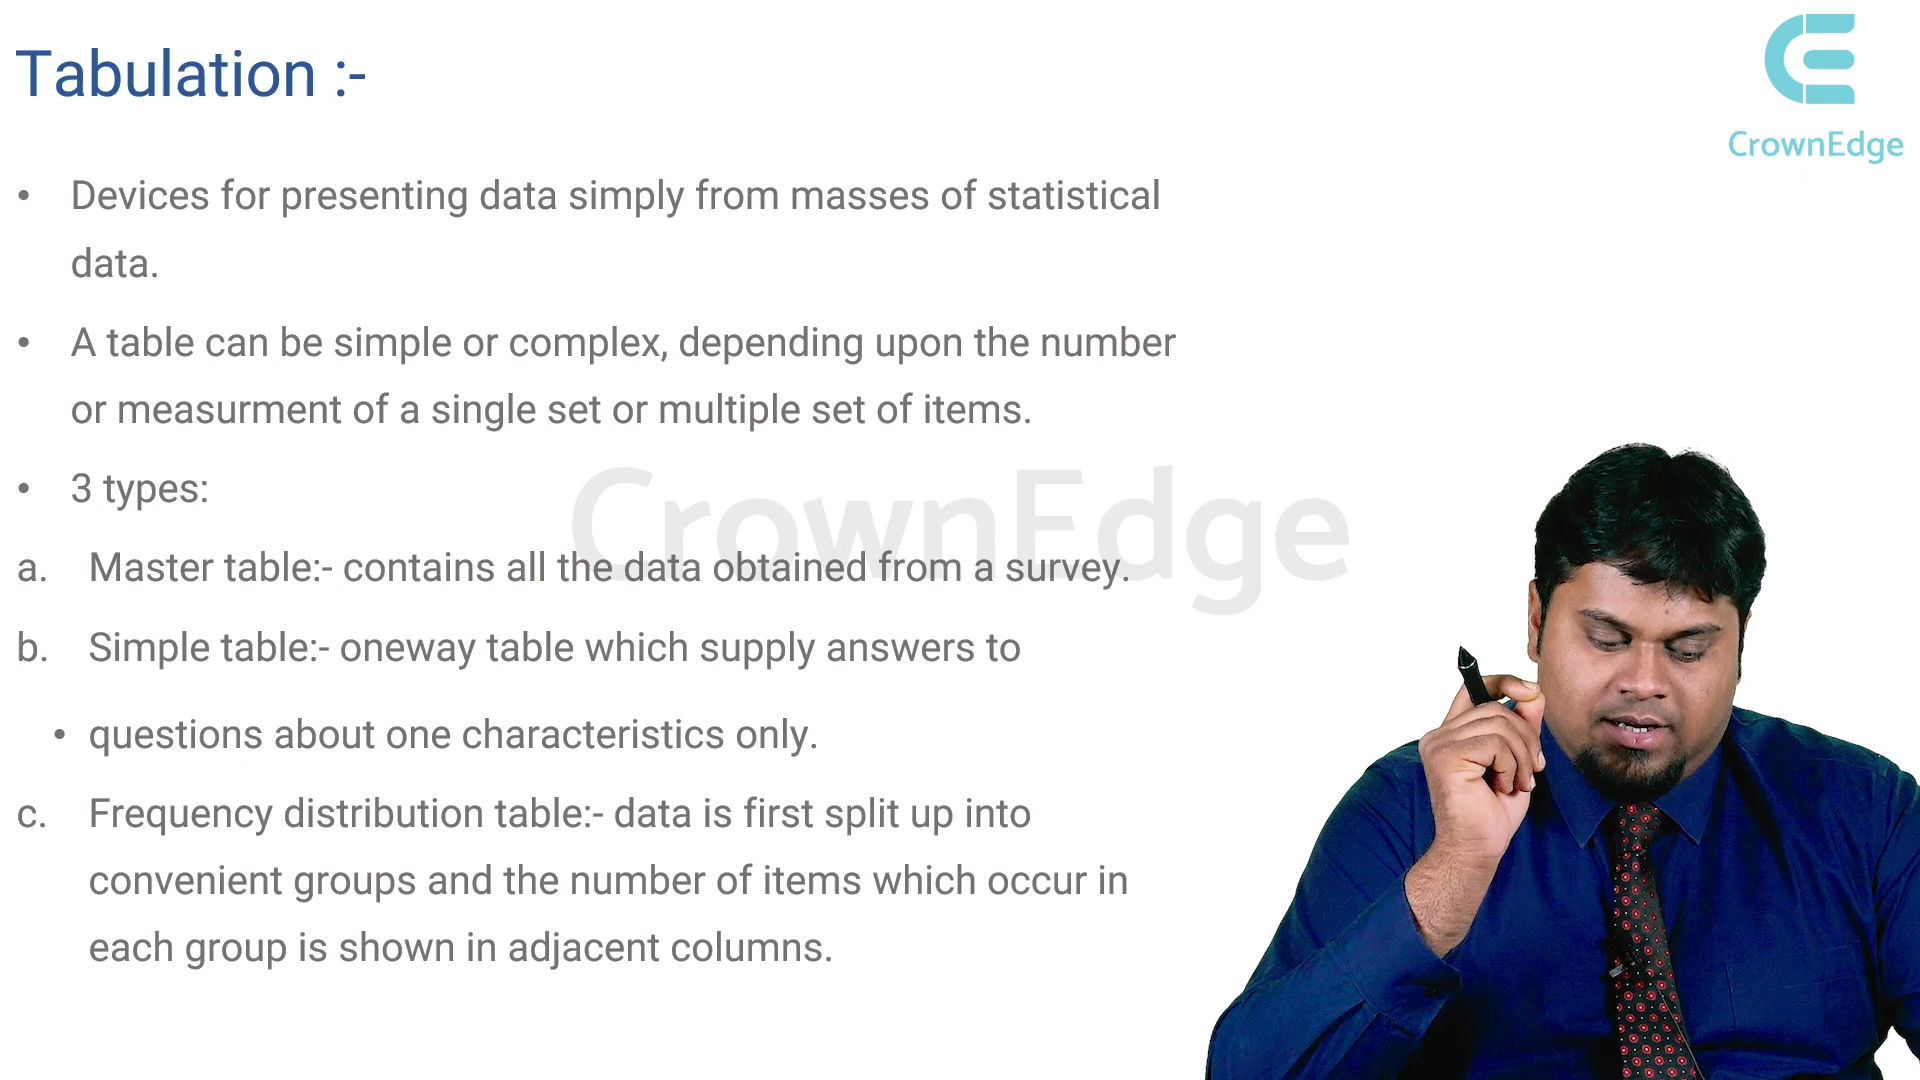 Tabulation :-
CrownEdge
• Devices for presenting data simply from masses of statistical
data.
• A table can be simple or complex, depending upon the number
or measurment of a single set or multiple set of items.
• 3 types:
CrownEdge
a. Master table:- contains all the data obtained from a survey.
b. Simple table:- oneway table which supply answers to
• questions about one characteristics only.
c. Frequency distribution table:- data is first split up into
convenient groups and the number of items which occur in
each group is shown in adjacent columns.